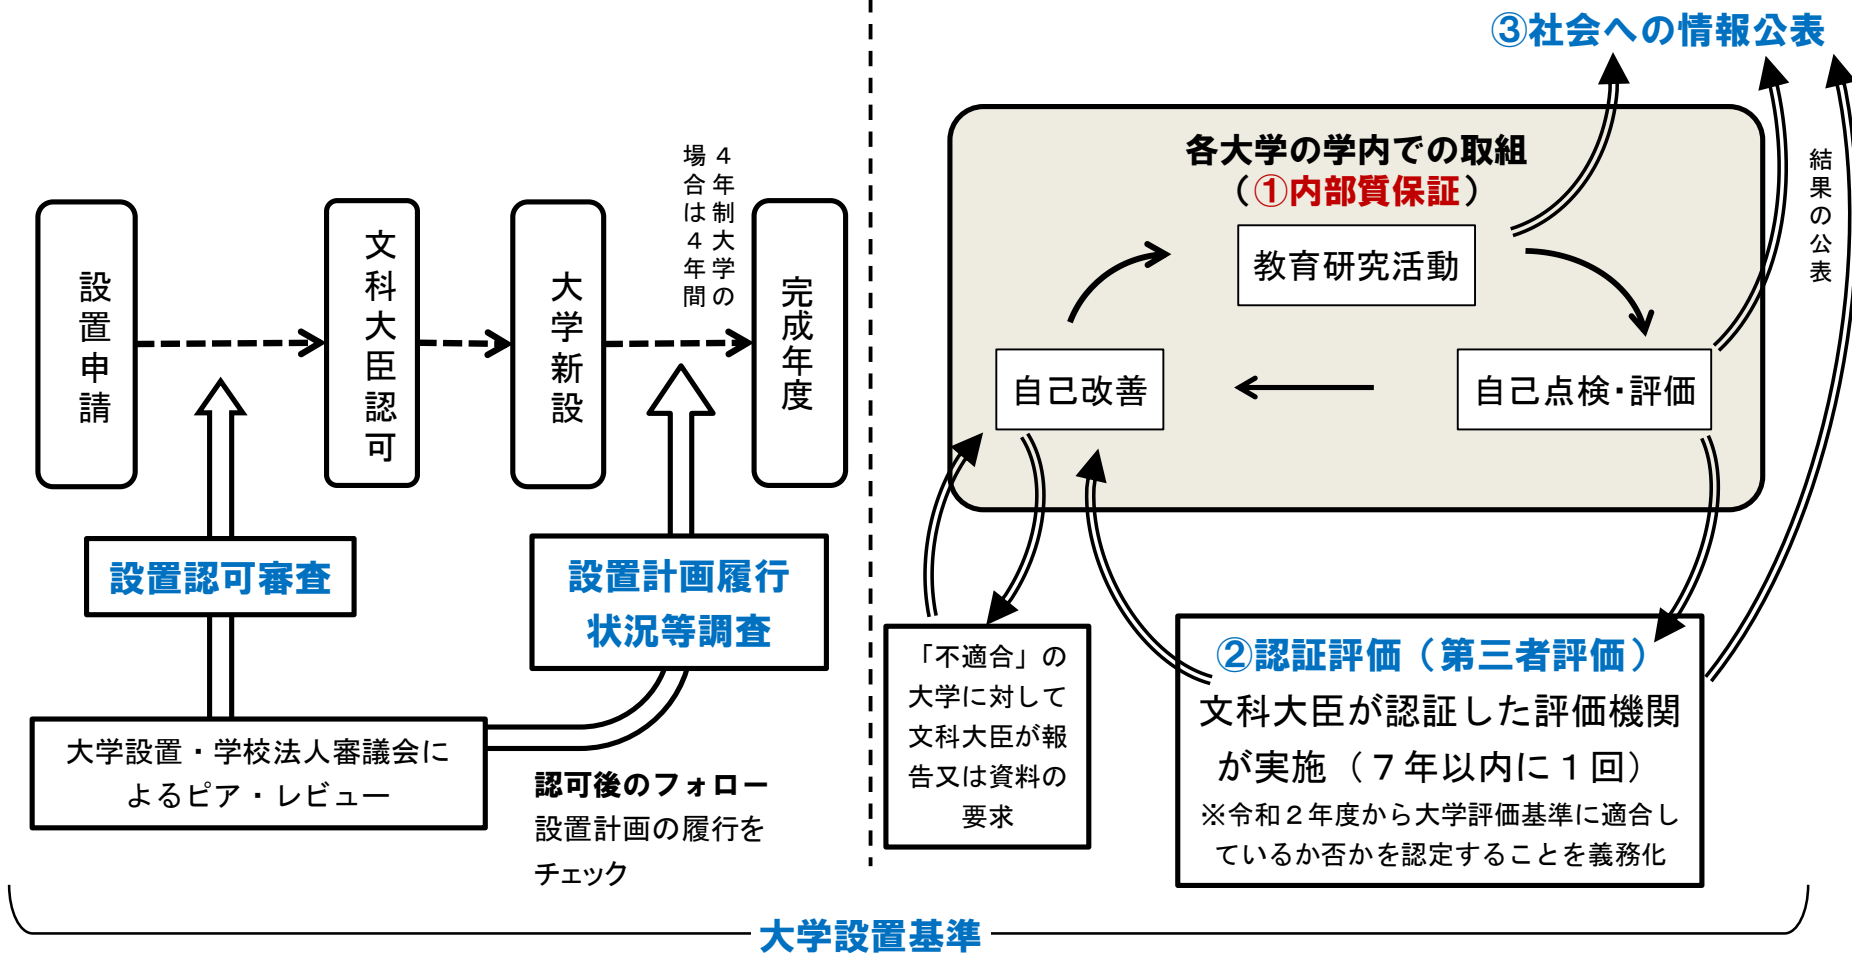 ③社会への情報公表
各大学の学内での取組
（①内部質保証）
教育研究活動
自己点検・評価
自己改善
結果の公表
４年制大学の
場合は４年間
設置申請
文科大臣認可
大学新設
完成年度
設置認可審査
設置計画履行
状況等調査
大学設置・学校法人審議会に
よるピア・レビュー
認可後のフォロー
設置計画の履行を
チェック
「不適合」の
大学に対して
文科大臣が報
告又は資料の
要求
②認証評価（第三者評価）
文科大臣が認証した評価機関
が実施（７年以内に１回）
※令和２年度から大学評価基準に適合し
ているか否かを認定することを義務化
大学設置基準